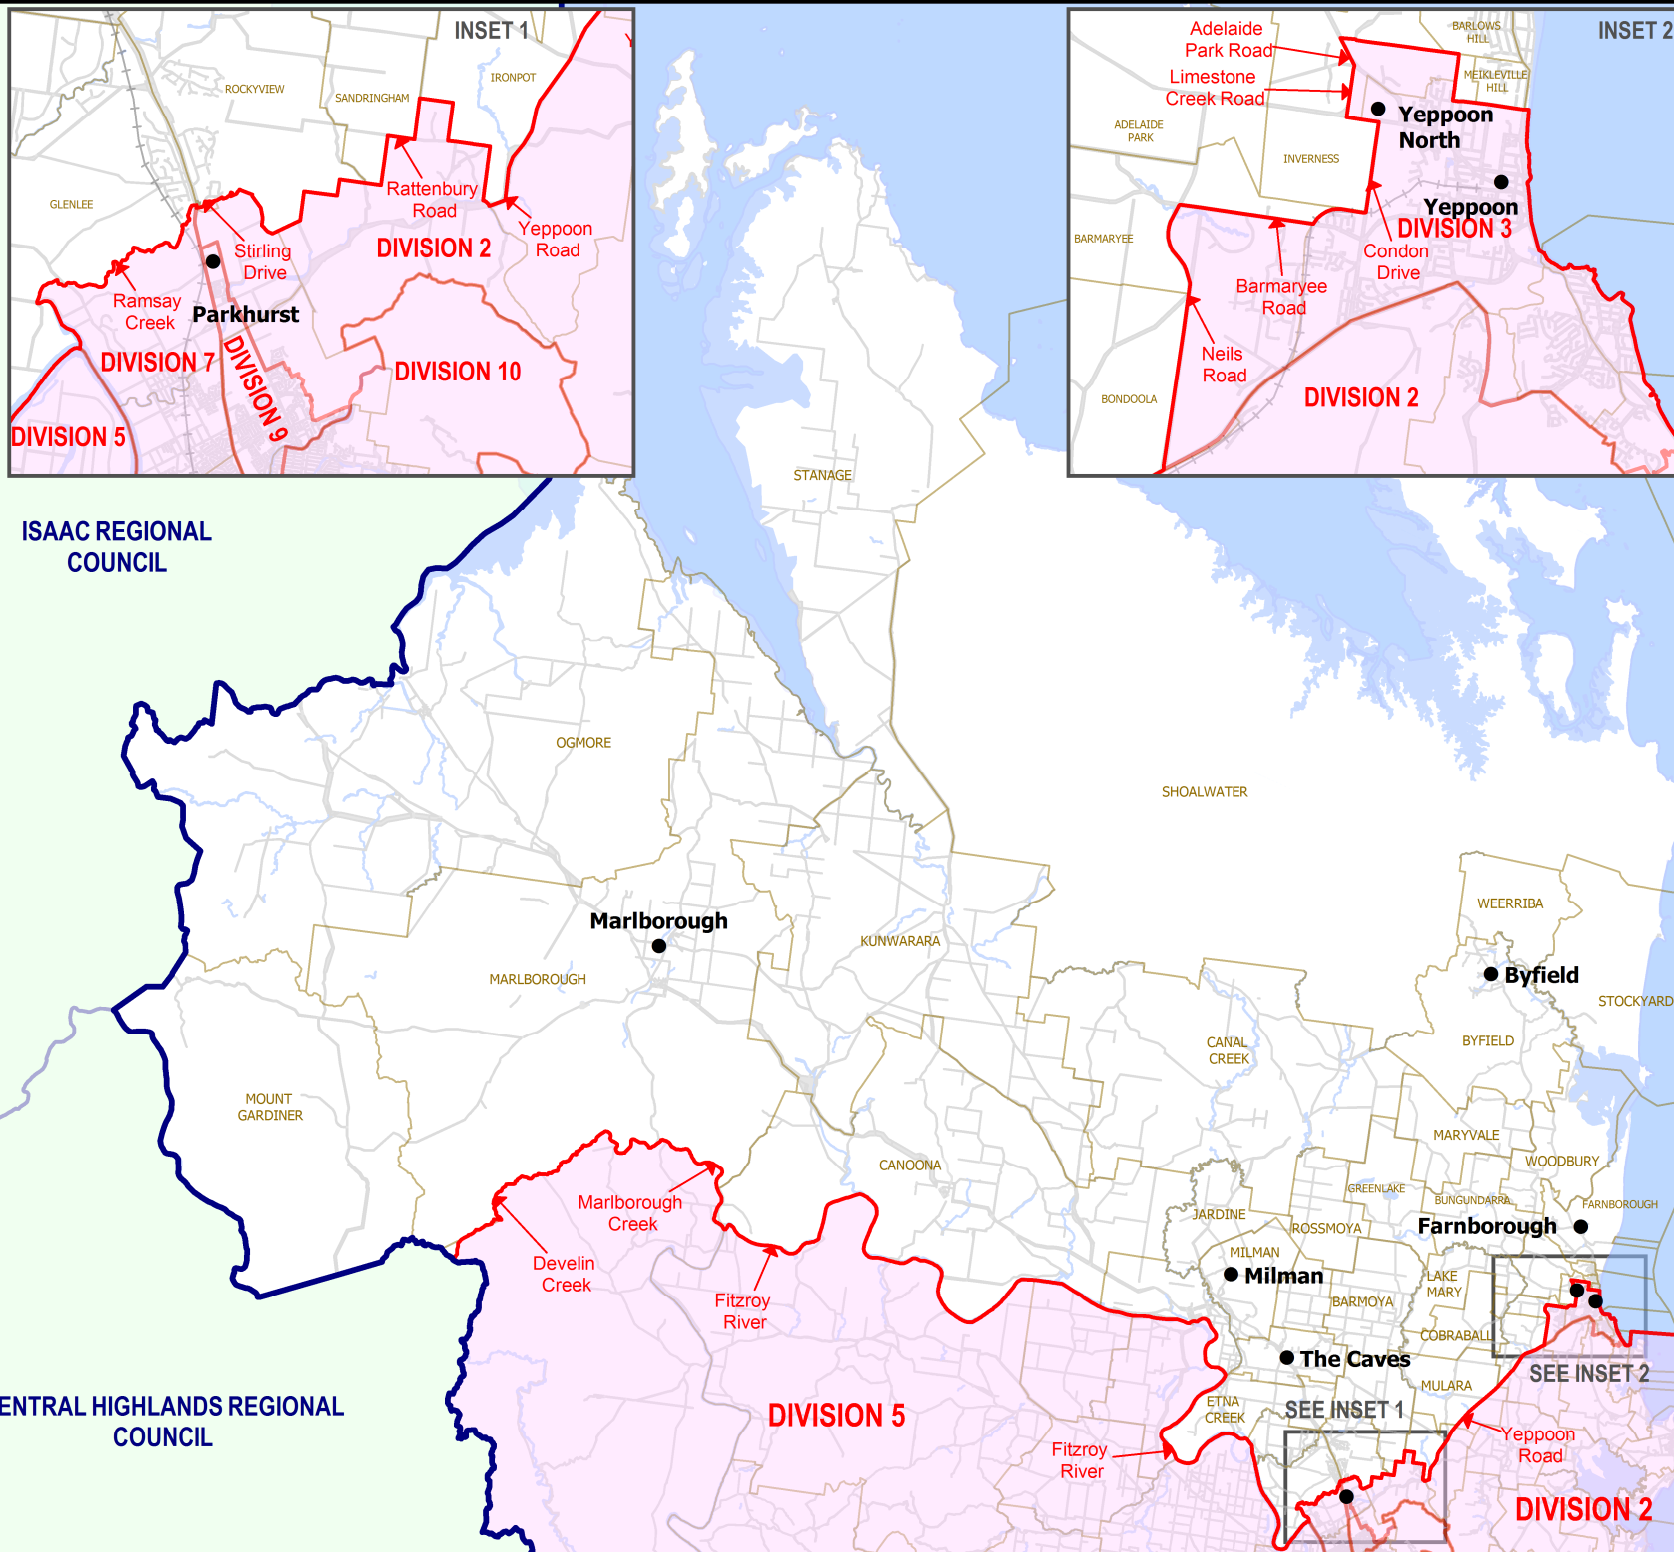 INSET 1
ROCKYVIEW
SANDRINGHAM
IRONPOT
GLENLEE
Rattenbury
Road
Yeppoon
Road
Stirling
Drive
DIVISION 2
Ramsay
Creek
Parkhurst
DIVISION 7
DIVISION 9
DIVISION 10
DIVISION 5
INSET 2
Adelaide
Park Road
Limestone
Creek Road
BARLOWS
HILL
MEIKLEVILLE
HILL
ADELAIDE
PARK
Yeppoon
North
INVERNESS
Yeppoon
DIVISION 3
BARMARYEE
Condon
Drive
Barmaryee
Road
Neils
Road
BONDOOLA
DIVISION 2
ISAAC REGIONAL
COUNCIL
STANAGE
OGMORE
SHOALWATER
Marlborough
MARLBOROUGH
KUNWARARA
WEERRIBA
Byfield
STOCKYARD
BYFIELD
CANAL
CREEK
MOUNT
GARDINER
MARYVALE
WOODBURY
CANOONA
GREENLAKE
BUNGUNDARRA
FARNBOROUGH
Marlborough
Creek
JARDINE
ROSSMOYA
Farnborough
MILMAN
Milman
Develin
Creek
Fitzroy
River
LAKE
MARY
BARMOYA
COBRABALL
The Caves
SEE INSET 2
MULARA
ENTRAL HIGHLANDS REGIONAL
COUNCIL
DIVISION 5
ETNA
CREEK
SEE INSET 1
Fitzroy
River
Yeppoon
Road
DIVISION 2